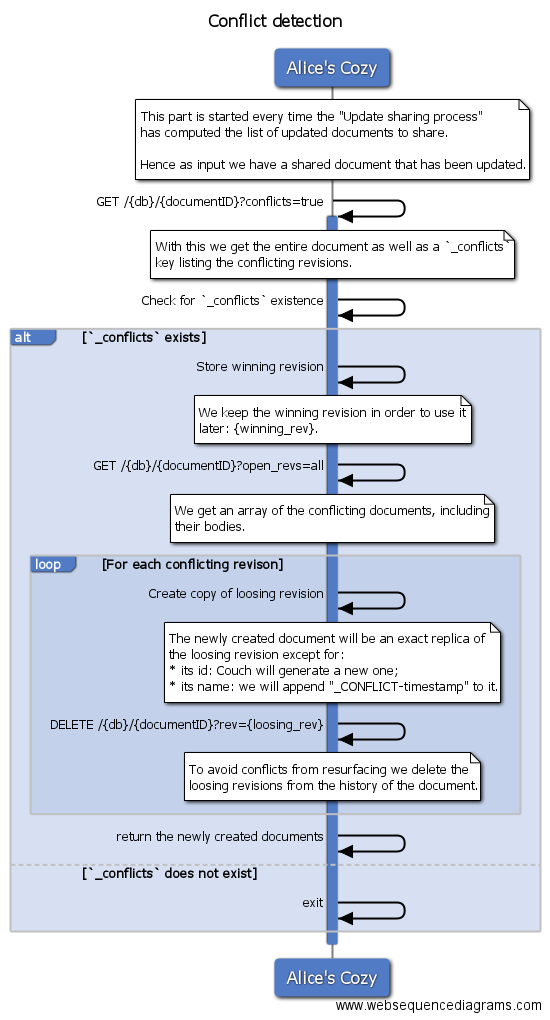 Conflict detection
Alice's Cozy
This part is started every time the "Update sharing process"
has computed the list of updated documents to share.
Hence as input we have a shared document that has been updated.
GET /{db}/{documentID}?conflicts=true
With this we get the entire document as well as a `_conflicts`
key listing the conflicting revisions.
Check for `_conflicts` existence
alt
[`_conflicts` exists]
Store winning revision
We keep the winning revision in order to use it
later: {winning_rev}.
GET /{db}/{documentID}?open_revs=all
We get an array of the conflicting documents, including
their bodies.
loop
[For each conflicting revison]
Create copy of loosing revision
The newly created document will be an exact replica of
the loosing revision except for:
* its id: Couch will generate a new one;
* its name: we will append "_CONFLICT-timestamp" to it.
DELETE /{db}/{documentID}?rev={loosing_rev}
To avoid conflicts from resurfacing we delete the
loosing revisions from the history of the document.
return the newly created documents
[`_conflicts` does not exist]
exit
Alice's Cozy
www.websequencediagrams.com